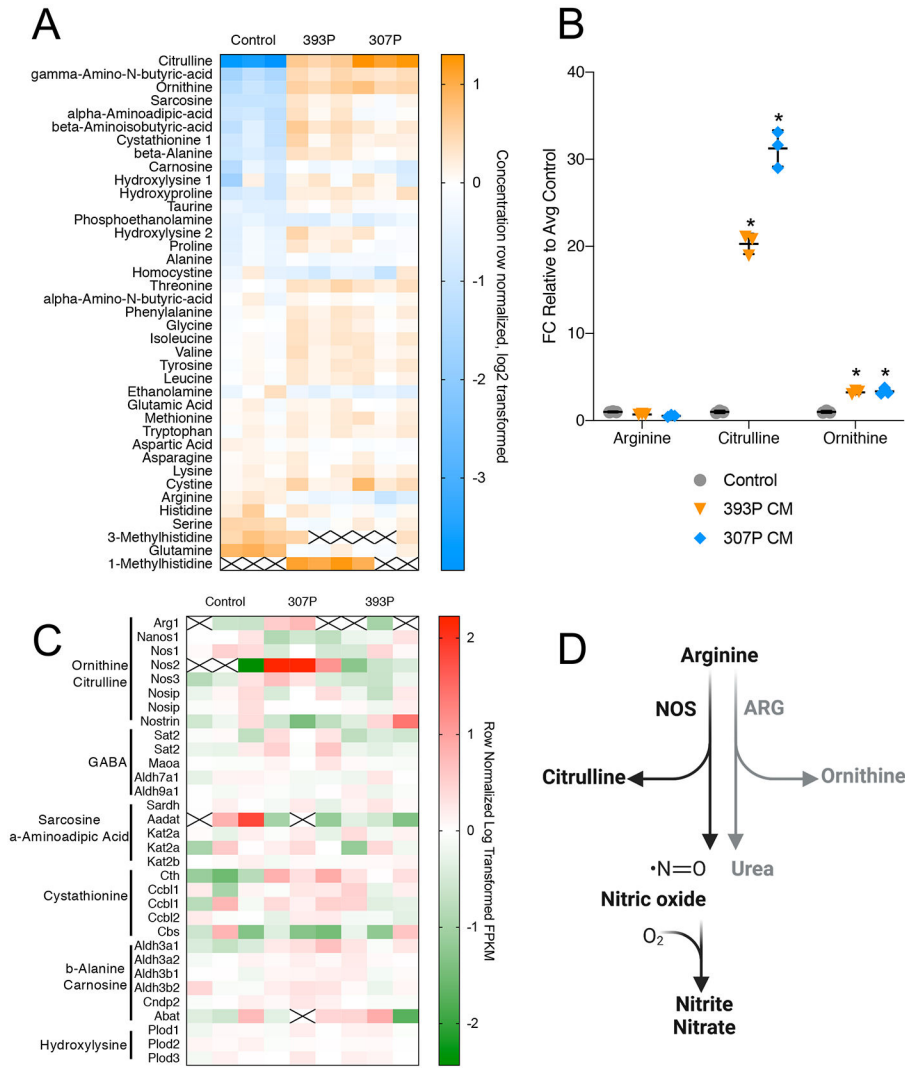 A
Control 393P 307P
Citrulline
gamma-Amino-N-butyric-acid
Ornithine
Sarcosine
alpha-Aminoadipic-acid
beta-Aminoisobutyric-acid
Cystathionine 1
beta-Alanine
Carnosine
Hydroxylysine 1
Hydroxyproline
Taurine
Phosphoethanolamine
Hydroxylysine 2
Proline
Alanine
Homocystine
Threonine
alpha-Amino-N-butyric-acid
Phenylalanine
Glycine
Isoleucine
Valine
Tyrosine
Leucine
Ethanolamine
Glutamic Acid
Methionine
Tryptophan
Aspartic Acid
Asparagine
Lysine
Cystine
Arginine
Histidine
Serine
3-Methylhistidine
Glutamine
1-Methylhistidine
1
0
-1
-2
-3
Concentration row normalized, log2 transformed
B
FC Relative to Avg Control
40
30
20
10
0
* * * *
Arginine Citrulline Ornithine
Control
393P CM
307P CM
C
Control 307P 393P
Ornithine
Citrulline
GABA
Sarcosine
a-Aminoadipic Acid
Cystathionine
b-Alanine
Carnosine
Hydroxylysine
Arg1
Nanos1
Nos1
Nos2
Nos3
Nosip
Nosip
Nostrin
Sat2
Sat2
Maoa
Aldh7a1
Aldh9a1
Sardh
Aadat
Kat2a
Kat2a
Kat2b
Cth
Ccbl1
Ccbl1
Ccbl2
Cbs
Aldh3a1
Aldh3a2
Aldh3b1
Aldh3b2
Cndp2
Abat
Plod1
Plod2
Plod3
2
1
0
-1
-2
Row Normalized Log Transformed FPKM
D
Arginine
NOS ARG
Citrulline Ornithine
•N=O Urea
Nitric oxide
O2
Nitrite
Nitrate